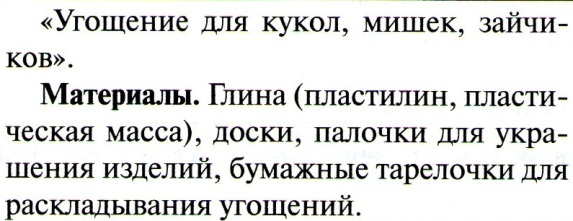 «Угощение для кукол, мишек, зайчи-
ков».
Материалы. Глина (пластилин, пласти-
ческая масса), доски, палочки для укра-
шения изделий, бумажные тарелочки для
раскладывания угощений.